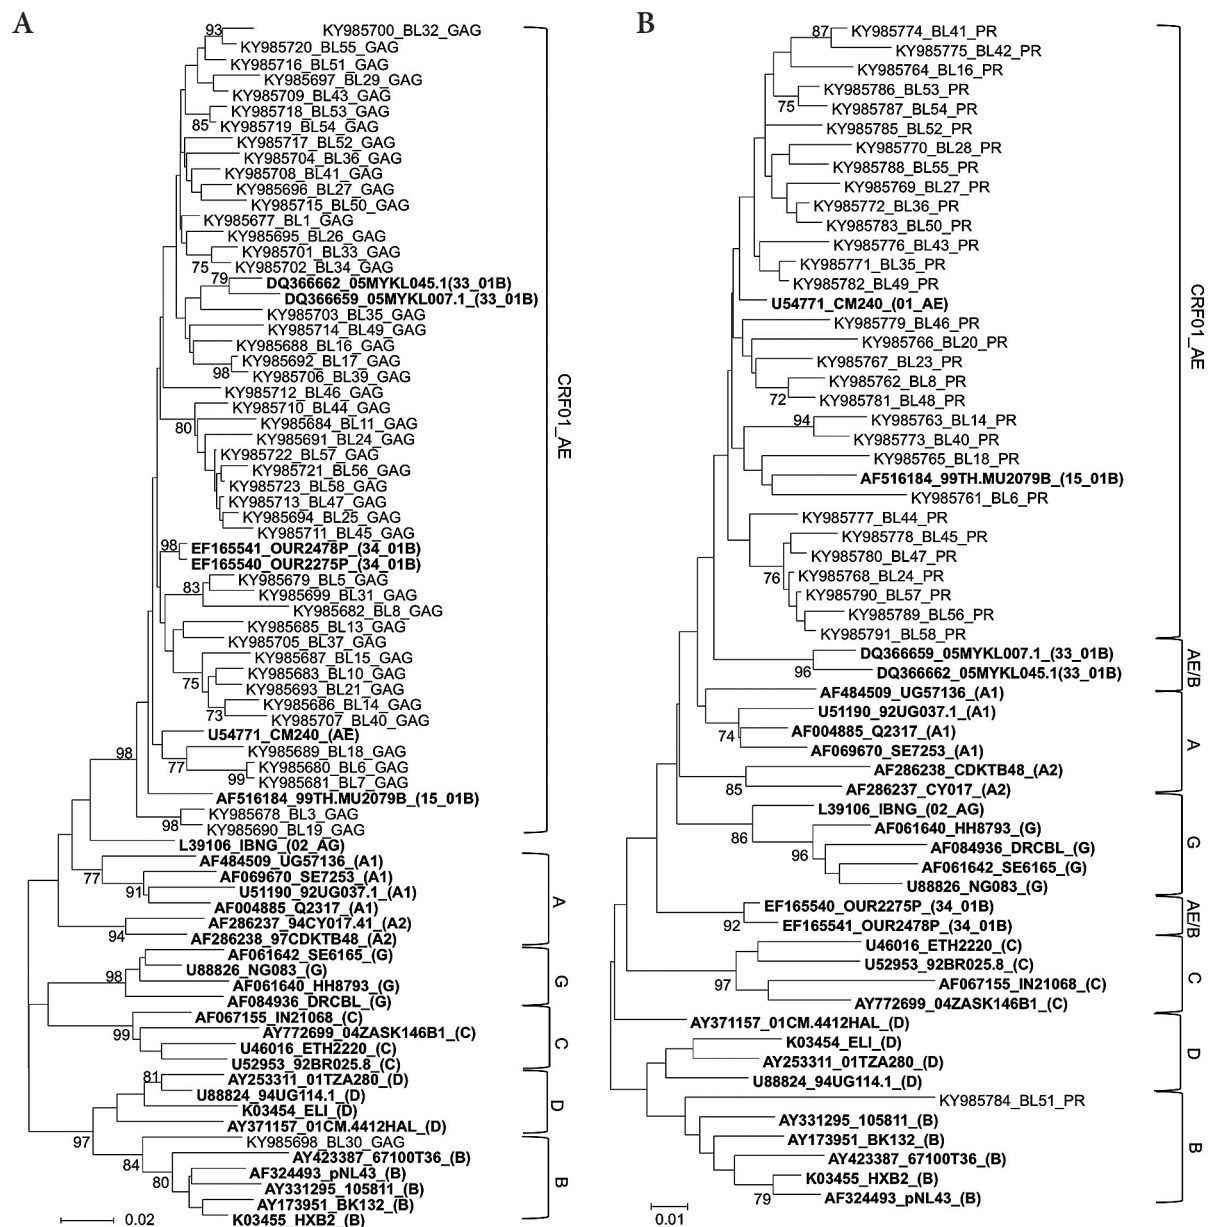 A
93
KY985700_BL32_GAG
KY985720_BL55_GAG
KY985716_BL51_GAG
KY985697_BL29_GAG
KY985709_BL43_GAG
KY985718_BL53_GAG
85
KY985719_BL54_GAG
KY985717_BL52_GAG
KY985704_BL36_GAG
KY985708_BL41_GAG
KY985696_BL27_GAG
KY985715_BL50_GAG
KY985677_BL1_GAG
KY985695_BL26_GAG
KY985701_BL33_GAG
75
KY985702_BL34_GAG
79
DQ366662_05MYKL045.1(33_01B)
DQ366659_05MYKL007.1_(33_01B)
KY985703_BL35_GAG
KY985714_BL49_GAG
KY985688_BL16_GAG
KY985692_BL17_GAG
98
KY985706_BL39_GAG
KY985712_BL46_GAG
KY985710_BL44_GAG
80
KY985684_BL11_GAG
KY985691_BL24_GAG
KY985722_BL57_GAG
KY985721_BL56_GAG
KY985723_BL58_GAG
KY985713_BL47_GAG
KY985694_BL25_GAG
KY985711_BL45_GAG
98
EF165541_OUR2478P_(34_01B)
EF165540_OUR2275P_(34_01B)
KY985679_BL5_GAG
83
KY985699_BL31_GAG
KY985682_BL8_GAG
KY985685_BL13_GAG
KY985705_BL37_GAG
KY985687_BL15_GAG
KY985683_BL10_GAG
75
KY985693_BL21_GAG
KY985686_BL14_GAG
73
KY985707_BL40_GAG
U54771_CM240_(AE)
98
KY985689_BL18_GAG
77
KY985680_BL6_GAG
99
KY985681_BL7_GAG
AF516184_99TH.MU2079B_(15_01B)
KY985678_BL3_GAG
98
KY985690_BL19_GAG
CRF01_AE
L39106_IBNG_(02_AG)
AF484509_UG57136_(A1)
77
AF069670_SE7253_(A1)
91
U51190_92UG037.1_(A1)
AF004885_Q2317_(A1)
AF286237_94CY017.41_(A2)
94
AF286238_97CDKTB48_(A2)
A
AF061642_SE6165_(G)
98
U88826_NG083_(G)
AF061640_HH8793_(G)
AF084936_DRCBL_(G)
G
AF067155_IN21068_(C)
99
AY772699_04ZASK146B1_(C)
U46016_ETH2220_(C)
U52953_92BR025.8_(C)
C
81
AY253311_01TZA280_(D)
U88824_94UG114.1_(D)
K03454_ELI_(D)
AY371157_01CM.4412HAL_(D)
D
97
KY985698_BL30_GAG
84
AY423387_67100T36_(B)
80
AF324493_pNL43_(B)
AY331295_105811_(B)
AY173951_BK132_(B)
K03455_HXB2_(B)
B
0.02
B
87
KY985774_BL41_PR
KY985775_BL42_PR
KY985764_BL16_PR
KY985786_BL53_PR
75
KY985787_BL54_PR
KY985785_BL52_PR
KY985770_BL28_PR
KY985788_BL55_PR
KY985769_BL27_PR
KY985772_BL36_PR
KY985783_BL50_PR
KY985776_BL43_PR
KY985771_BL35_PR
KY985782_BL49_PR
U54771_CM240_(01_AE)
KY985779_BL46_PR
KY985766_BL20_PR
KY985767_BL23_PR
KY985762_BL8_PR
72
KY985781_BL48_PR
94
KY985763_BL14_PR
KY985773_BL40_PR
KY985765_BL18_PR
AF516184_99TH.MU2079B_(15_01B)
KY985761_BL6_PR
KY985777_BL44_PR
KY985778_BL45_PR
KY985780_BL47_PR
76
KY985768_BL24_PR
KY985790_BL57_PR
KY985789_BL56_PR
KY985791_BL58_PR
CRF01_AE
DQ366659_05MYKL007.1_(33_01B)
96
DQ366662_05MYKL045.1(33_01B)
AE/B
AF484509_UG57136_(A1)
U51190_92UG037.1_(A1)
74
AF004885_Q2317_(A1)
AF069670_SE7253_(A1)
AF286238_CDKTB48_(A2)
85
AF286237_CY017_(A2)
A
L39106_IBNG_(02_AG)
86
AF061640_HH8793_(G)
96
AF084936_DRCBL_(G)
AF061642_SE6165_(G)
U88826_NG083_(G)
G
EF165540_OUR2275P_(34_01B)
92
EF165541_OUR2478P_(34_01B)
AE/B
U46016_ETH2220_(C)
U52953_92BR025.8_(C)
97
AF067155_IN21068_(C)
AY772699_04ZASK146B1_(C)
C
AY371157_01CM.4412HAL_(D)
K03454_ELI_(D)
AY253311_01TZA280_(D)
U88824_94UG114.1_(D)
D
KY985784_BL51_PR
AY331295_105811_(B)
AY173951_BK132_(B)
AY423387_67100T36_(B)
K03455_HXB2_(B)
79
AF324493_pNL43_(B)
B
0.01